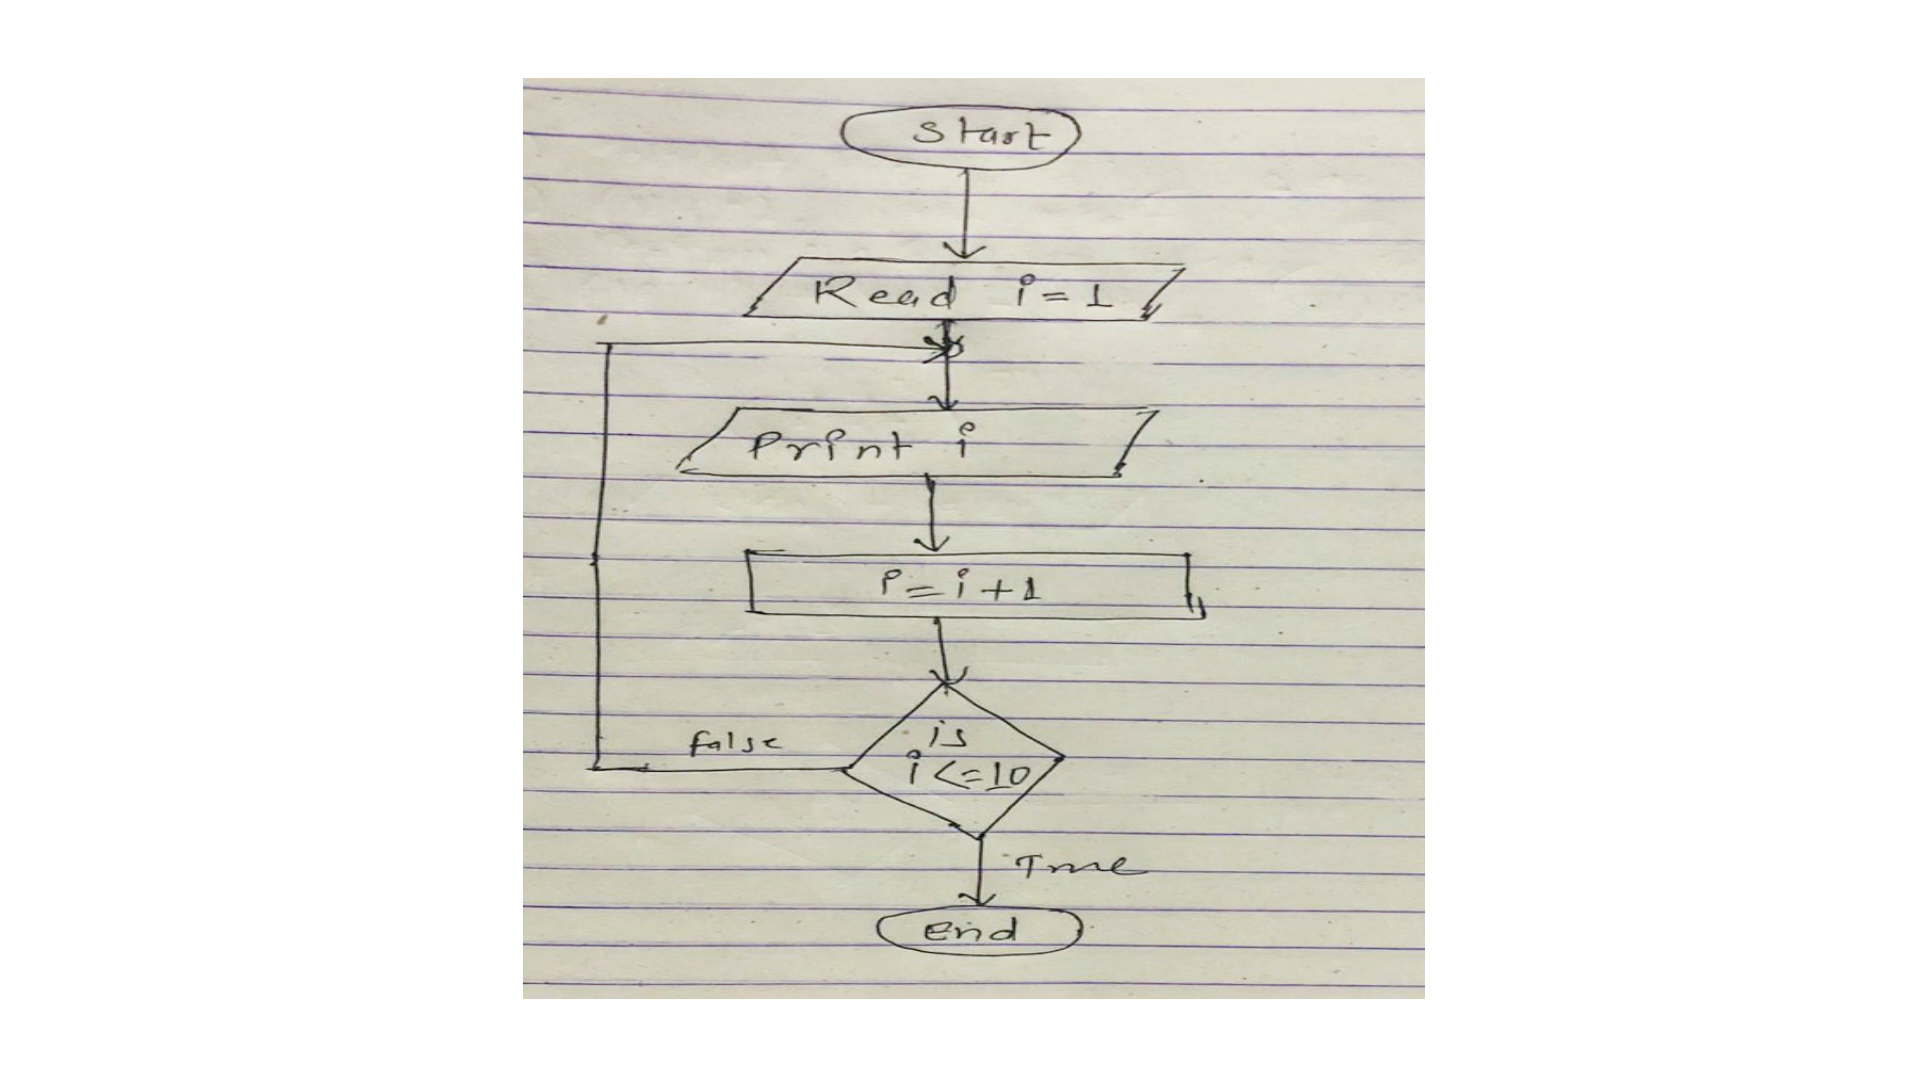 Start
Read i=1
Print i
i=i+1
is
i<=10
false
True
End